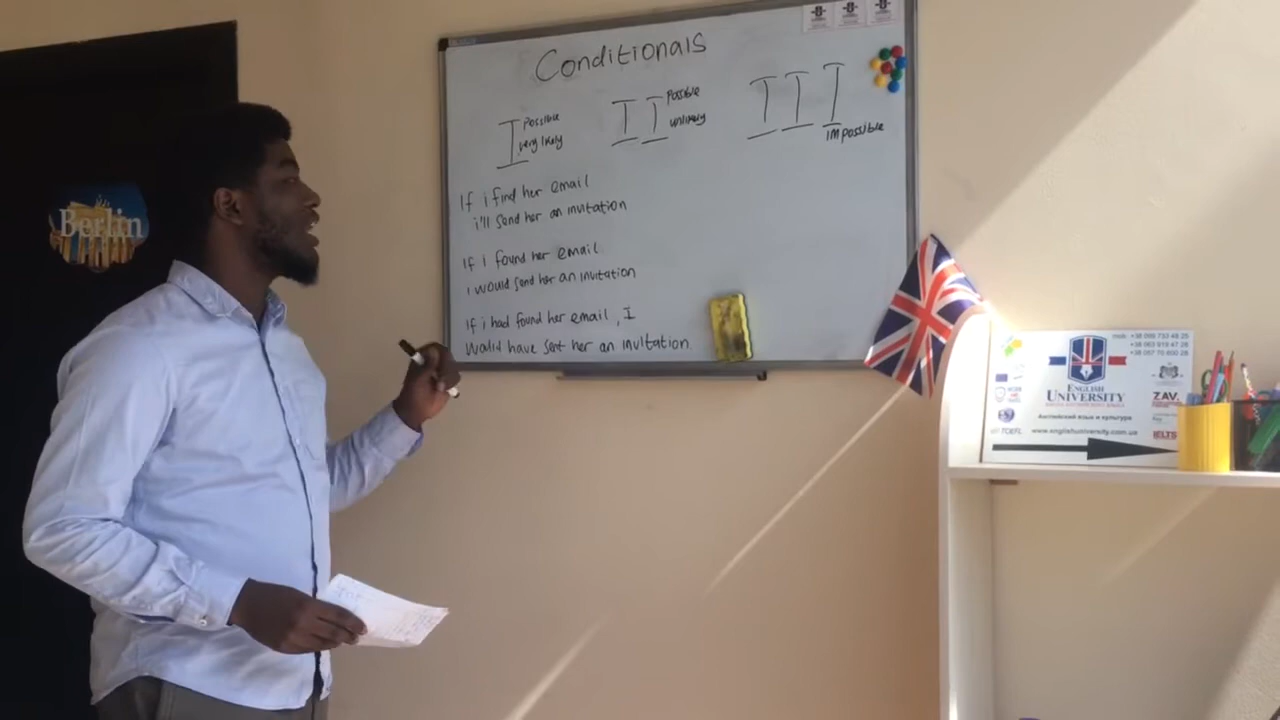 Conditionals
I possible
very likely
II possible
unlikely
III
impossible
If i find her email
i'll send her an invitation
If i found her email
i would send her an invitation
If i had found her email, I
would have sent her an invitation.
Berlin
ENGLISH
UNIVERSITY
Английский язык и культура
www.englishuniversity.com.ua
TOEFL
ZAV
IELTS